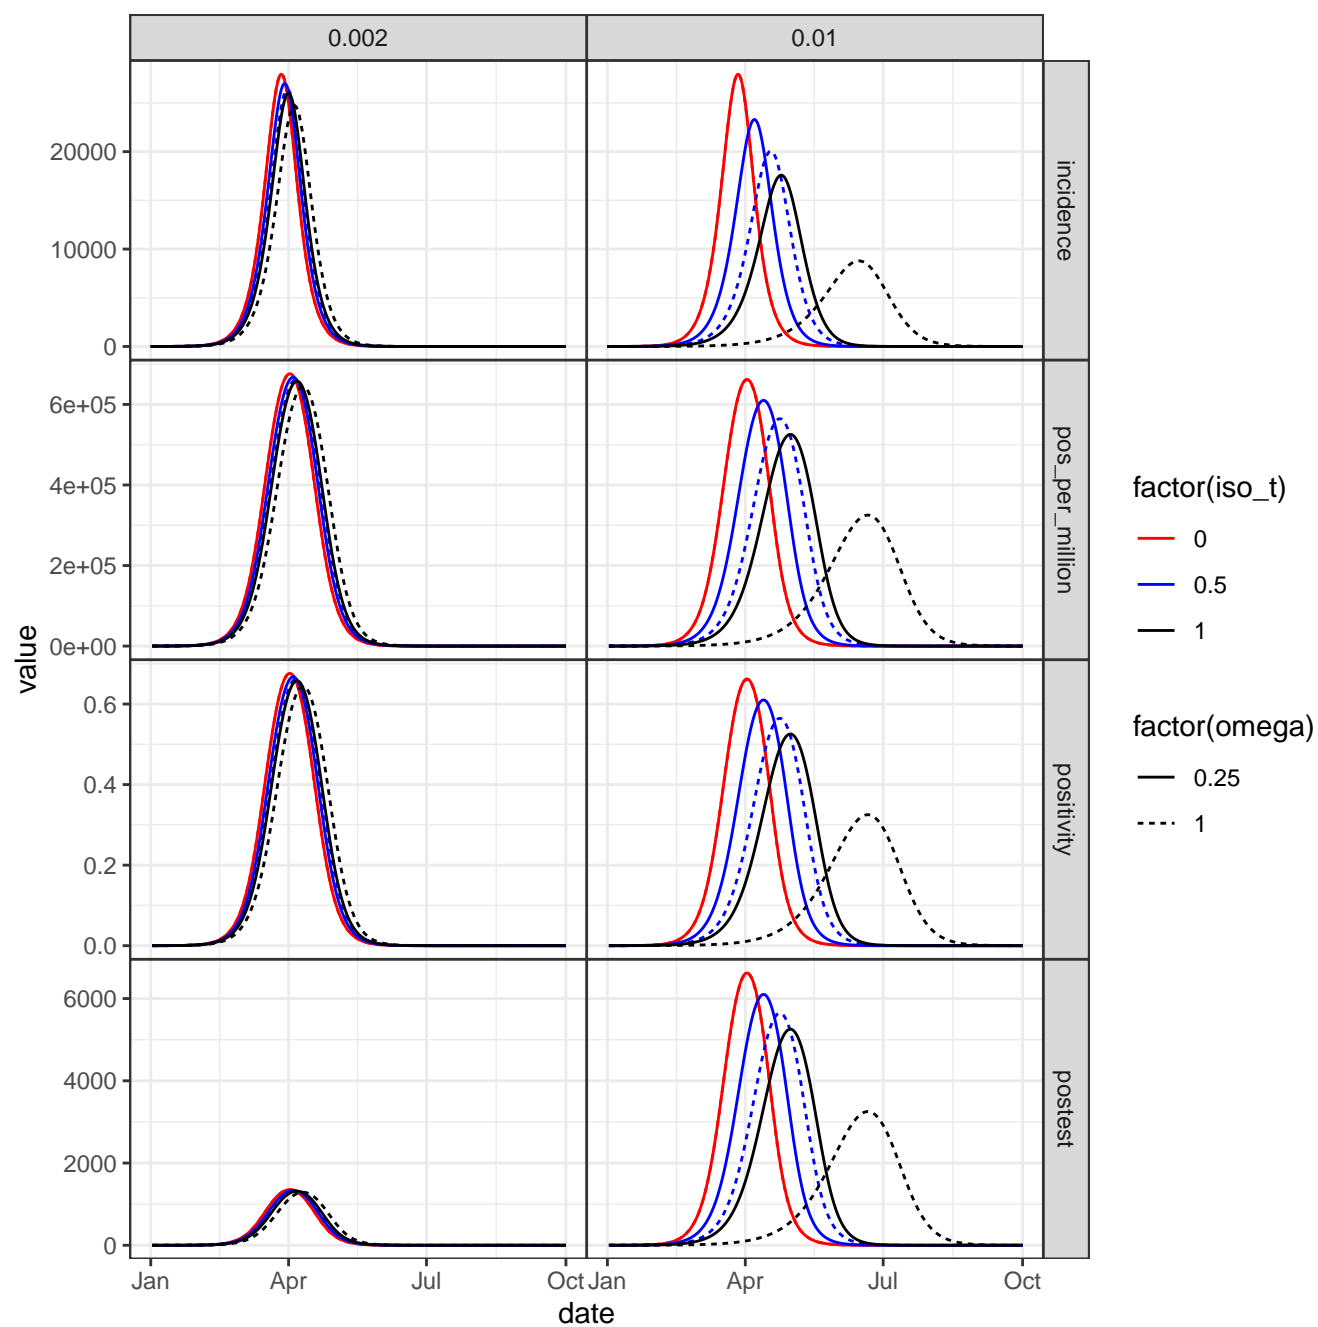 0.002 0.01
20000
10000
0
incidence
6e+05
4e+05
2e+05
0e+00
pos_per_million
0.6
0.4
0.2
0.0
positivity
6000
4000
2000
0
postest
Jan Apr Jul Oct Jan Apr Jul Oct
date
value
factor(iso_t)
0
0.5
1
factor(omega)
0.25
1